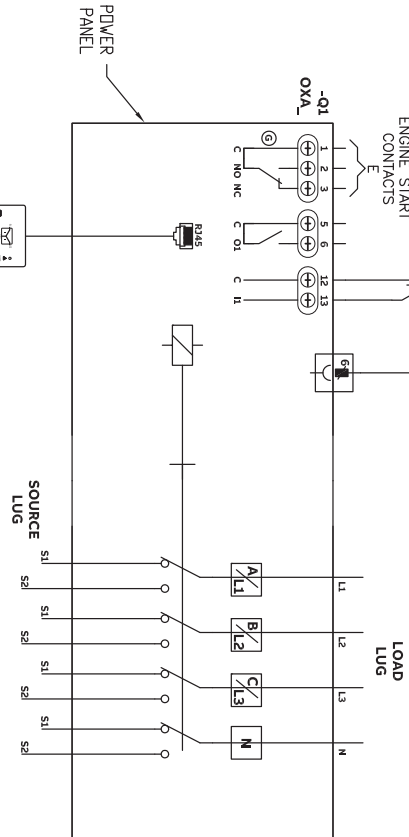 POWER
PANEL
-Q1
OXA_
ENGINE START
CONTACTS
E
1
2
3
5
6
12
13
G
C
NO
NC
C
O1
C
I1
RJ45
6
SOURCE
LUG
LOAD
LUG
S1
S2
S1
S2
S1
S2
S1
S2
A
L1
B
L2
C
L3
N
L1
L2
L3
N